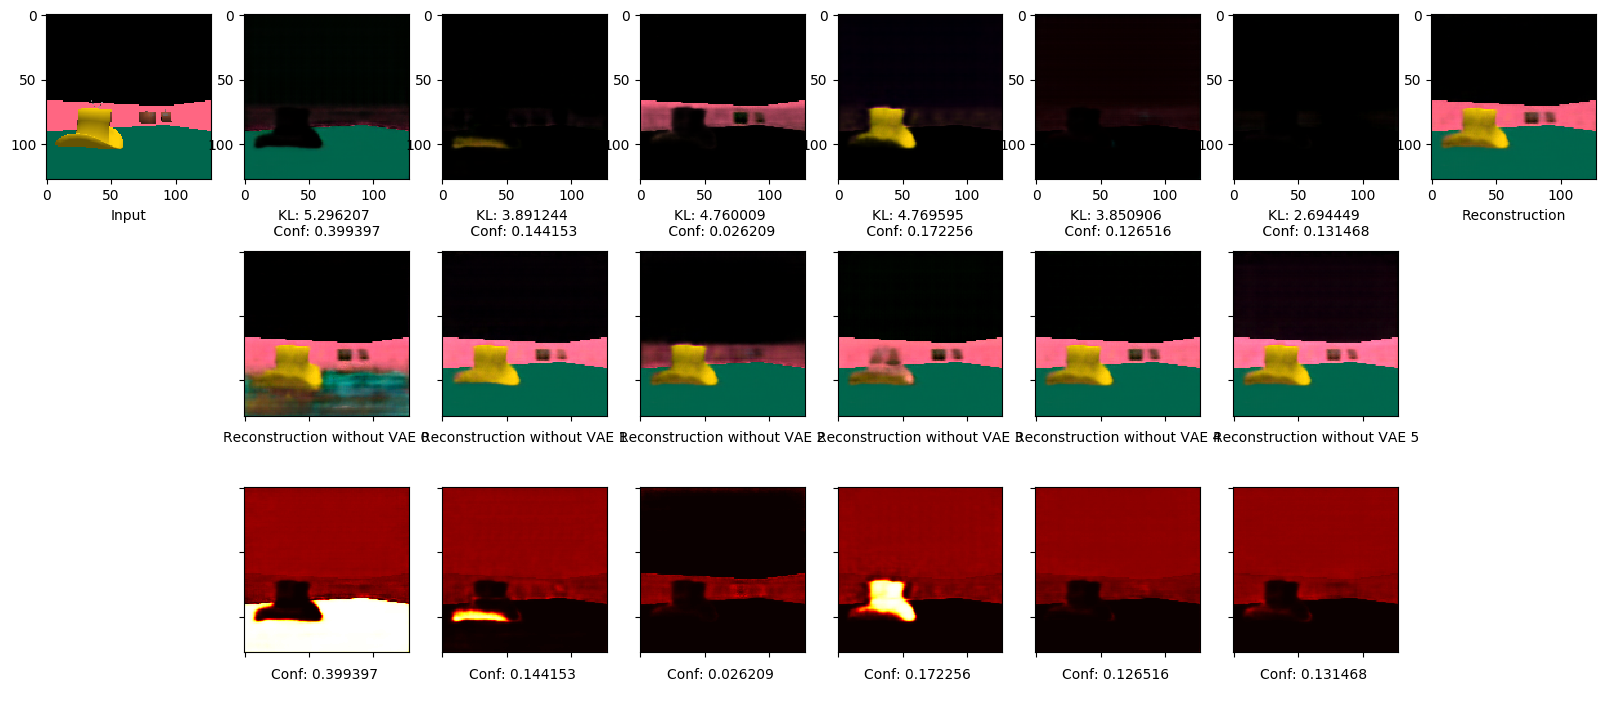 0
50
100
0
50
100
Input
0
50
100
0
50
100
KL: 5.296207
Conf: 0.399397
0
50
100
0
50
100
KL: 3.891244
Conf: 0.144153
0
50
100
0
50
100
KL: 4.760009
Conf: 0.026209
0
50
100
0
50
100
KL: 4.769595
Conf: 0.172256
0
50
100
0
50
100
KL: 3.850906
Conf: 0.126516
0
50
100
0
50
100
KL: 2.694449
Conf: 0.131468
0
50
100
0
50
100
Reconstruction
Reconstruction without VAE 0
Reconstruction without VAE 1
Reconstruction without VAE 2
Reconstruction without VAE 3
Reconstruction without VAE 4
Reconstruction without VAE 5
Conf: 0.399397
Conf: 0.144153
Conf: 0.026209
Conf: 0.172256
Conf: 0.126516
Conf: 0.131468